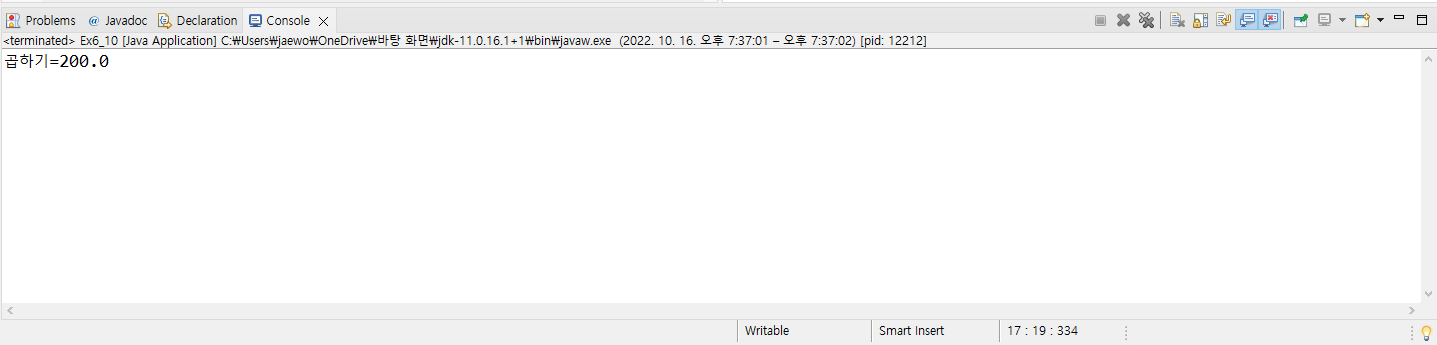 Problems @ Javadoc Declaration Console
<terminated> Ex6_10 [Java Application] C:₩Users₩jaewo₩OneDrive₩바탕 화면₩jdk-11.0.16.1+1₩bin₩javaw.exe (2022. 10. 16. 오후 7:37:01 – 오후 7:37:02) [pid: 12212]
곱하기=200.0
Writable Smart Insert 17 : 19 : 334